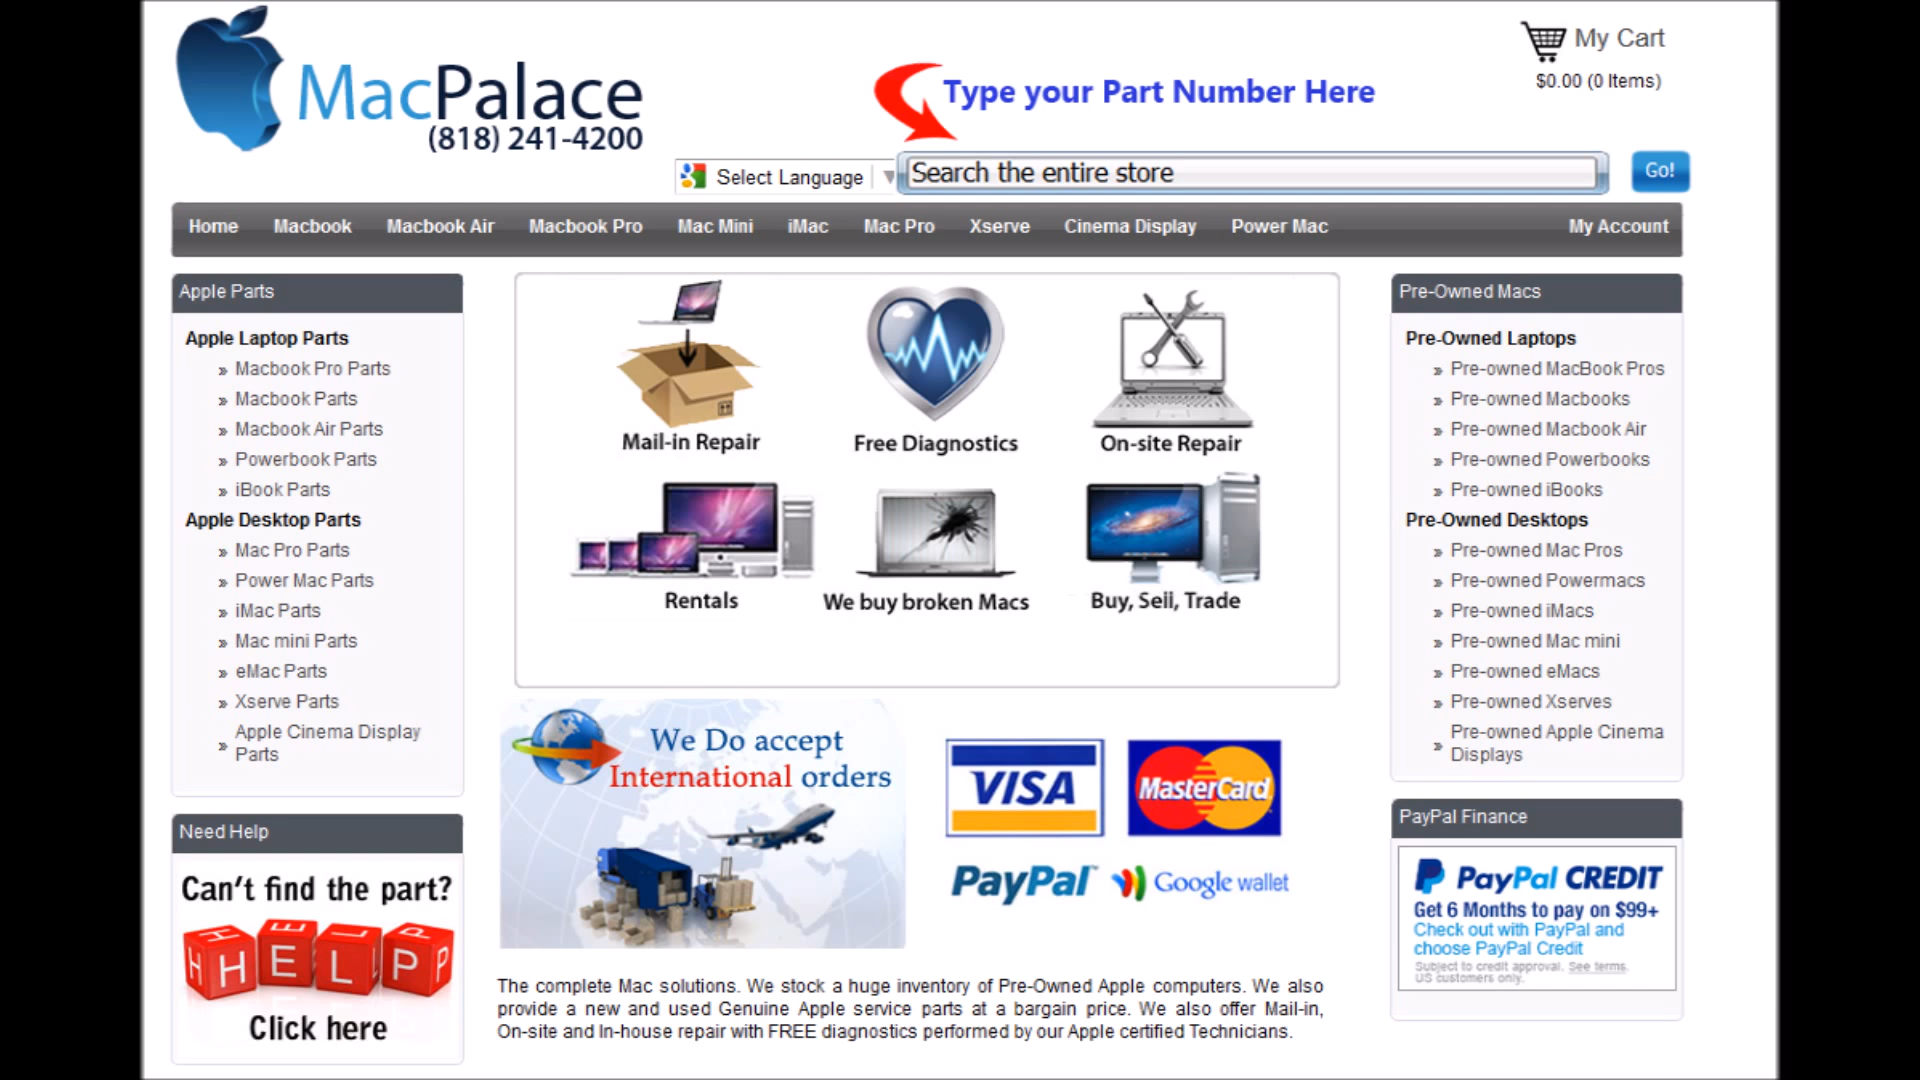 MacPalace
(818) 241-4200
Type your Part Number Here
My Cart
$0.00 (0 Items)
Select Language
Search the entire store
Go!
Home Macbook Macbook Air Macbook Pro Mac Mini iMac Mac Pro Xserve Cinema Display Power Mac My Account
Apple Parts
Apple Laptop Parts
» Macbook Pro Parts
» Macbook Parts
» Macbook Air Parts
» Powerbook Parts
» iBook Parts
Apple Desktop Parts
» Mac Pro Parts
» Power Mac Parts
» iMac Parts
» Mac mini Parts
» eMac Parts
» Xserve Parts
» Apple Cinema Display
Parts
Need Help
Can't find the part?
HELP
Click here
Mail-in Repair
Free Diagnostics
On-site Repair
Rentals
We buy broken Macs
Buy, Sell, Trade
We Do accept
International orders
VISA
MasterCard
PayPal
Google wallet
The complete Mac solutions. We stock a huge inventory of Pre-Owned Apple computers. We also
provide a new and used Genuine Apple service parts at a bargain price. We also offer Mail-in,
On-site and In-house repair with FREE diagnostics performed by our Apple certified Technicians.
Pre-Owned Macs
Pre-Owned Laptops
» Pre-owned MacBook Pros
» Pre-owned Macbooks
» Pre-owned Macbook Air
» Pre-owned Powerbooks
» Pre-owned iBooks
Pre-Owned Desktops
» Pre-owned Mac Pros
» Pre-owned Powermacs
» Pre-owned iMacs
» Pre-owned Mac mini
» Pre-owned eMacs
» Pre-owned Xserves
» Pre-owned Apple Cinema
Displays
PayPal Finance
PayPal CREDIT
Get 6 Months to pay on $99+
Check out with PayPal and
choose PayPal Credit
Subject to credit approval. See terms.
US customers only.